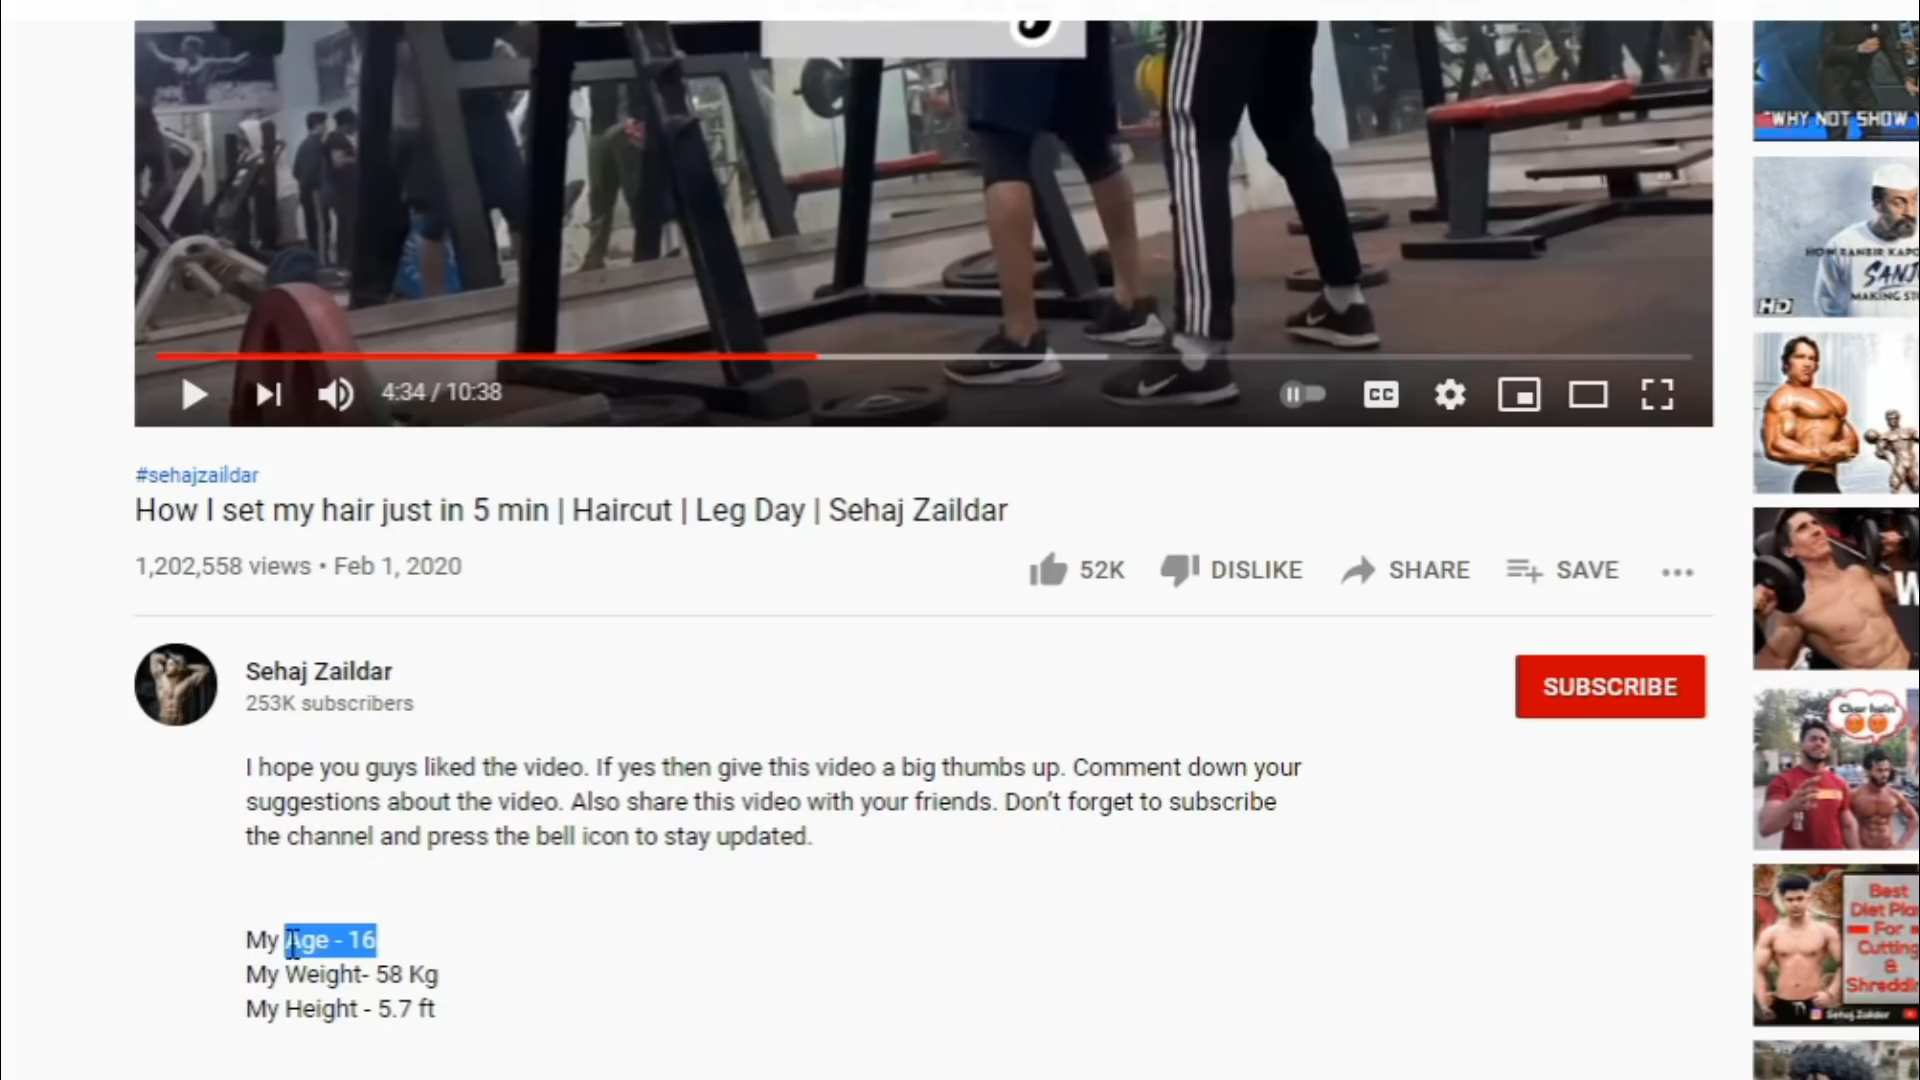 4:34 / 10:38
CC
#sehajzaildar
How I set my hair just in 5 min | Haircut | Leg Day | Sehaj Zaildar
1,202,558 views • Feb 1, 2020
52K DISLIKE SHARE SAVE
Sehaj Zaildar
253K subscribers
SUBSCRIBE
I hope you guys liked the video. If yes then give this video a big thumbs up. Comment down your
suggestions about the video. Also share this video with your friends. Don't forget to subscribe
the channel and press the bell icon to stay updated.
My Age - 16
My Weight- 58 Kg
My Height - 5.7 ft
"WHY NOT SHOW
HOW RANBIR
MAKING
HD
W
Char hain
Best
Diet
For
Cutting
&
Sehaj Zaildar